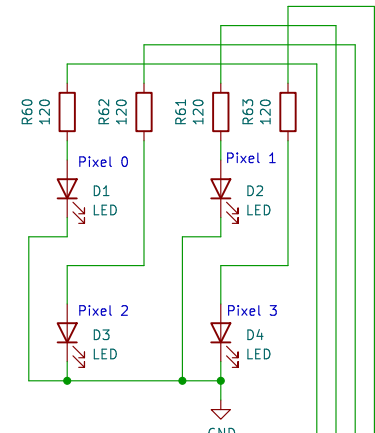 R60 120 R62 120 R61 120 R63 120
Pixel 0
Pixel 1
D1
LED
D2
LED
Pixel 2
Pixel 3
D3
LED
D4
LED
GND